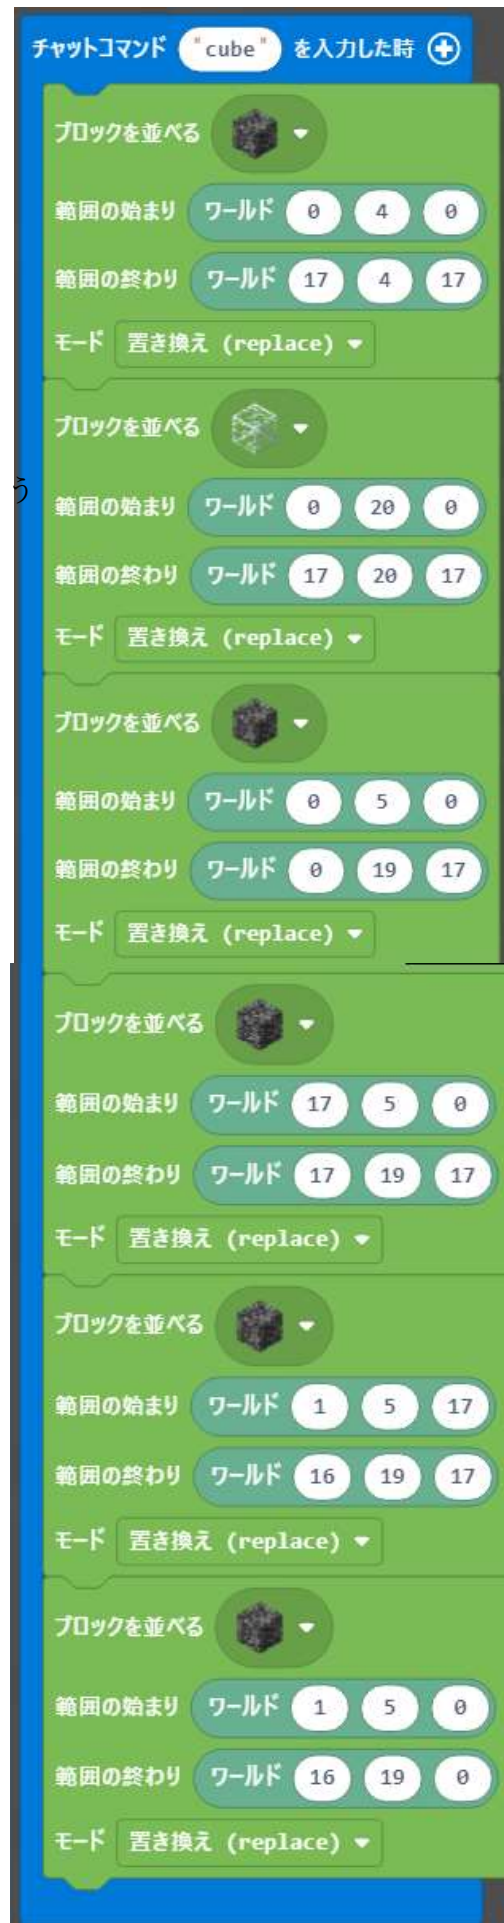 チャットコマンド "cube" を入力した時
ブロックを並べる
範囲の始まり ワールド 0 4 0
範囲の終わり ワールド 17 4 17
モード 置き換え (replace)
ブロックを並べる
う
範囲の始まり ワールド 0 20 0
範囲の終わり ワールド 17 20 17
モード 置き換え (replace)
ブロックを並べる
範囲の始まり ワールド 0 5 0
範囲の終わり ワールド 0 19 17
モード 置き換え (replace)
ブロックを並べる
範囲の始まり ワールド 17 5 0
範囲の終わり ワールド 17 19 17
モード 置き換え (replace)
ブロックを並べる
範囲の始まり ワールド 1 5 17
範囲の終わり ワールド 16 19 17
モード 置き換え (replace)
ブロックを並べる
範囲の始まり ワールド 1 5 0
範囲の終わり ワールド 16 19 0
モード 置き換え (replace)